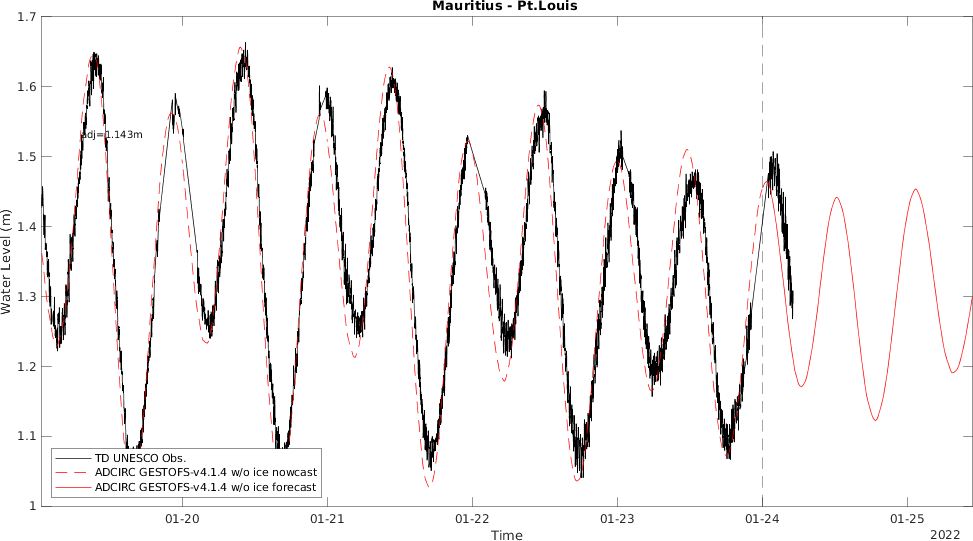 Mauritius - Pt.Louis
1.7
1.6
adj=1.143m
1.5
1.4
Water Level (m)
1.3
1.2
1.1
TD UNESCO Obs.
ADCIRC GESTOFS-v4.1.4 w/o ice nowcast
ADCIRC GESTOFS-v4.1.4 w/o ice forecast
1
01-20 01-21 01-22 01-23 01-24 01-25
Time
2022